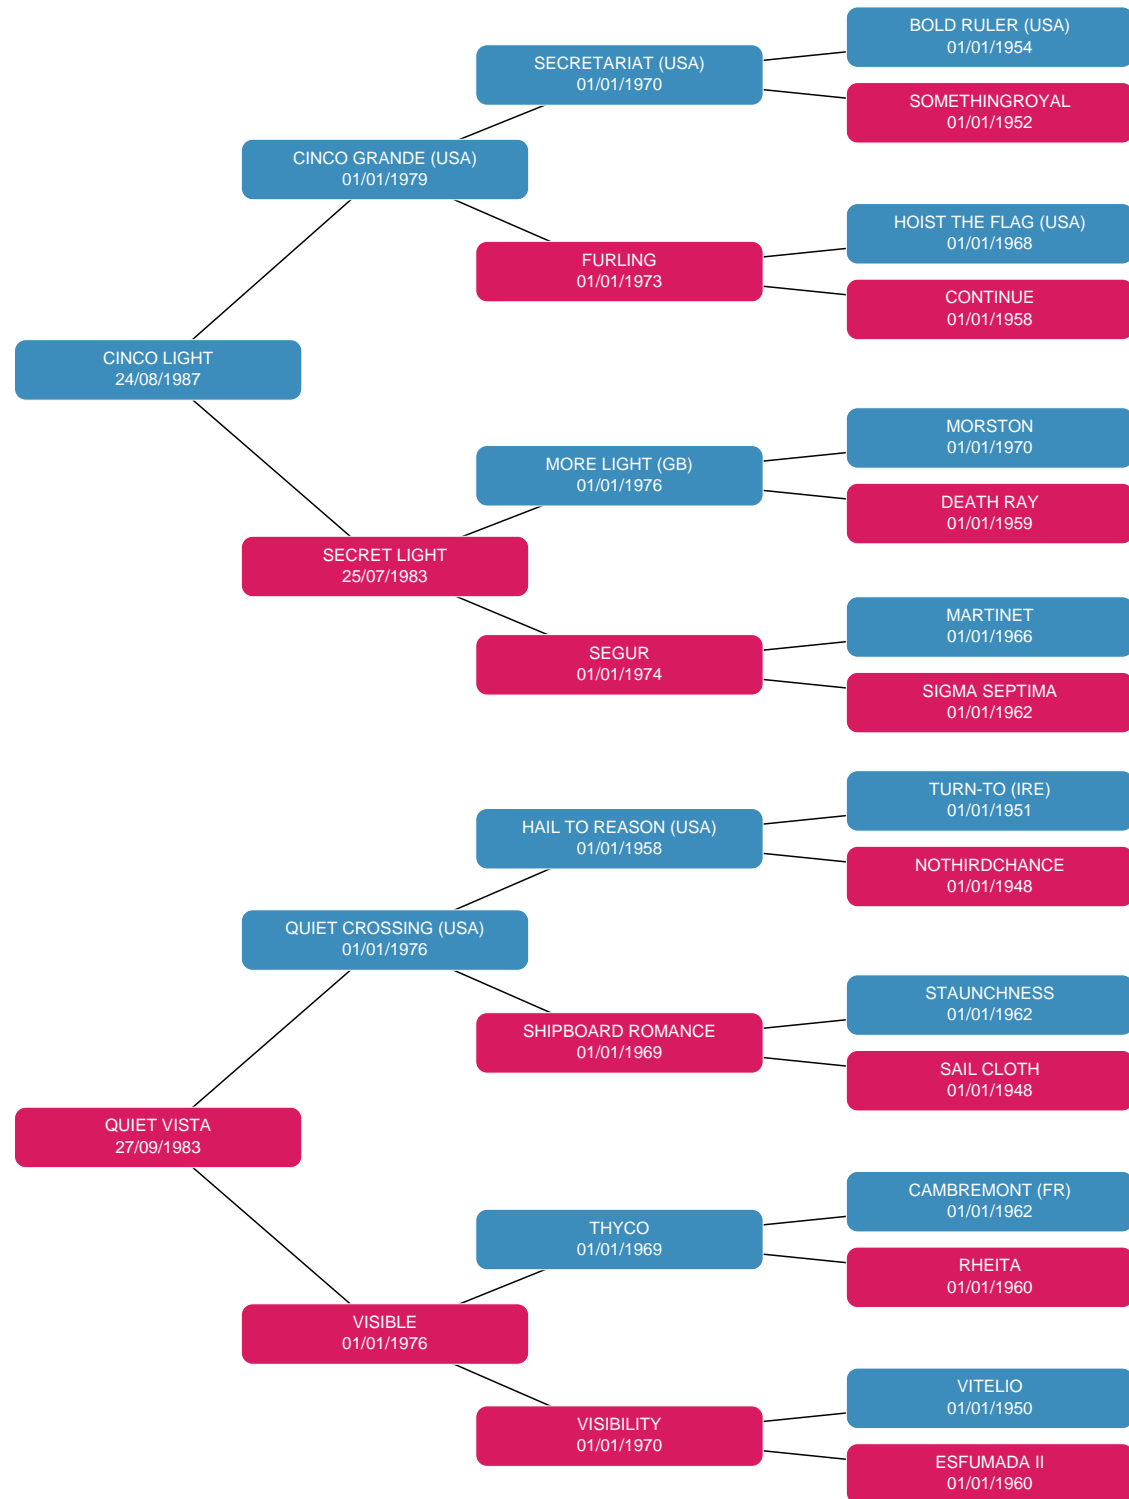 BOLD RULER (USA)
01/01/1954
SECRETARIAT (USA)
01/01/1970
SOMETHINGROYAL
01/01/1952
CINCO GRANDE (USA)
01/01/1979
HOIST THE FLAG (USA)
01/01/1968
FURLING
01/01/1973
CONTINUE
01/01/1958
CINCO LIGHT
24/08/1987
MORSTON
01/01/1970
MORE LIGHT (GB)
01/01/1976
DEATH RAY
01/01/1959
SECRET LIGHT
25/07/1983
MARTINET
01/01/1966
SEGUR
01/01/1974
SIGMA SEPTIMA
01/01/1962
TURN-TO (IRE)
01/01/1951
HAIL TO REASON (USA)
01/01/1958
NOTHIRDCHANCE
01/01/1948
QUIET CROSSING (USA)
01/01/1976
STAUNCHNESS
01/01/1962
SHIPBOARD ROMANCE
01/01/1969
SAIL CLOTH
01/01/1948
QUIET VISTA
27/09/1983
CAMBREMONT (FR)
01/01/1962
THYCO
01/01/1969
RHEITA
01/01/1960
VISIBLE
01/01/1976
VITELIO
01/01/1950
VISIBILITY
01/01/1970
ESFUMADA II
01/01/1960